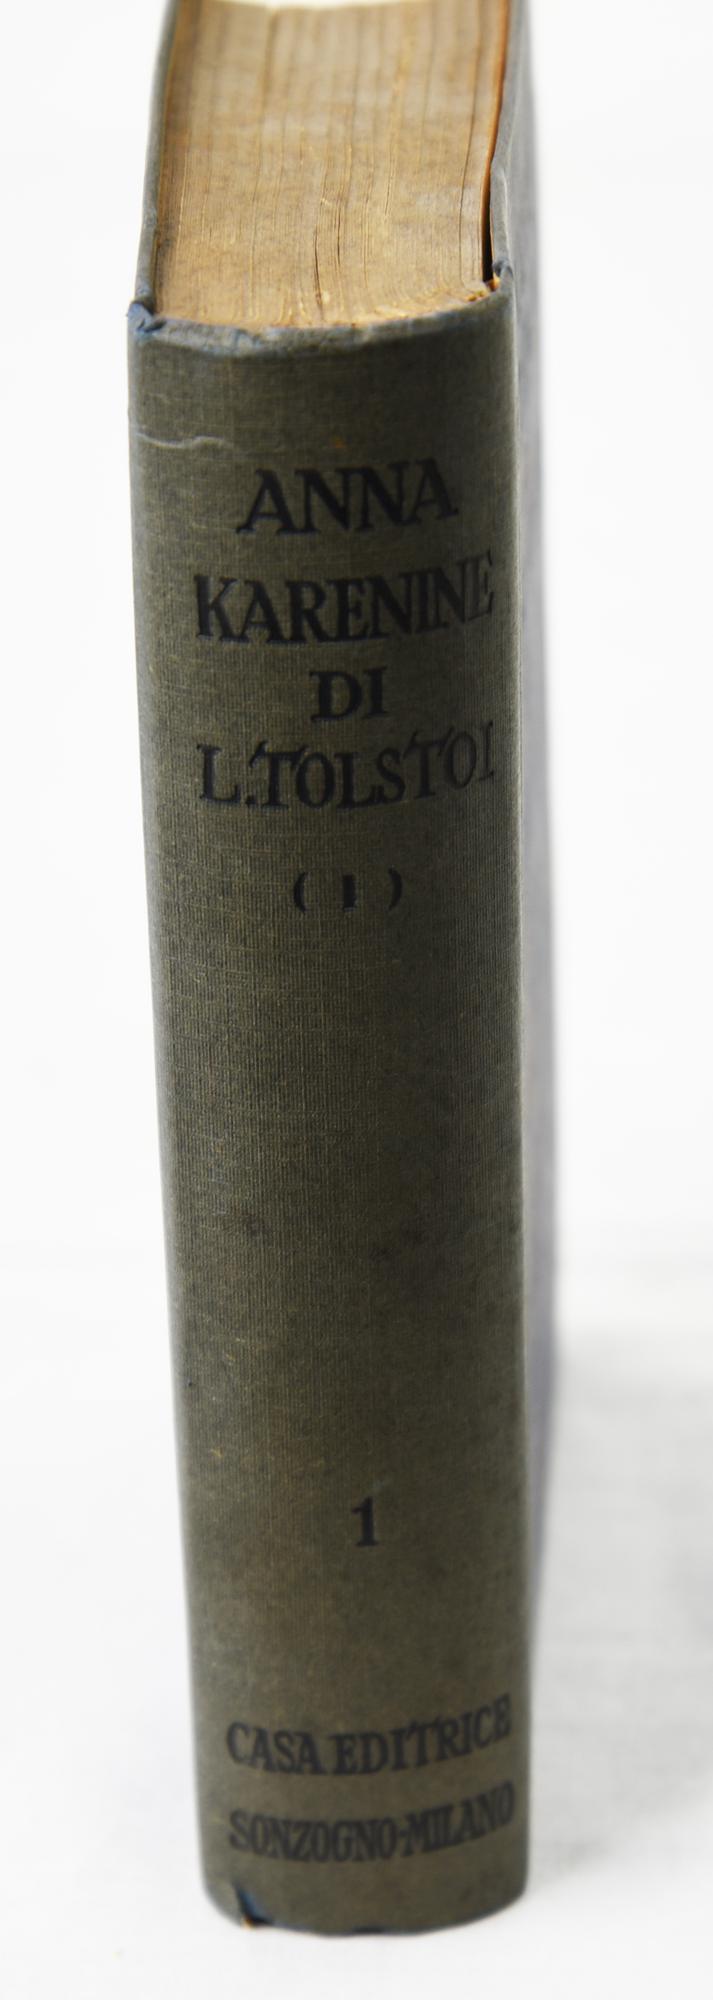 ANNA
KARENINE
DI
L.TOLSTOI
( I )
1
CASA EDITRICE
SONZOGNO-MILANO